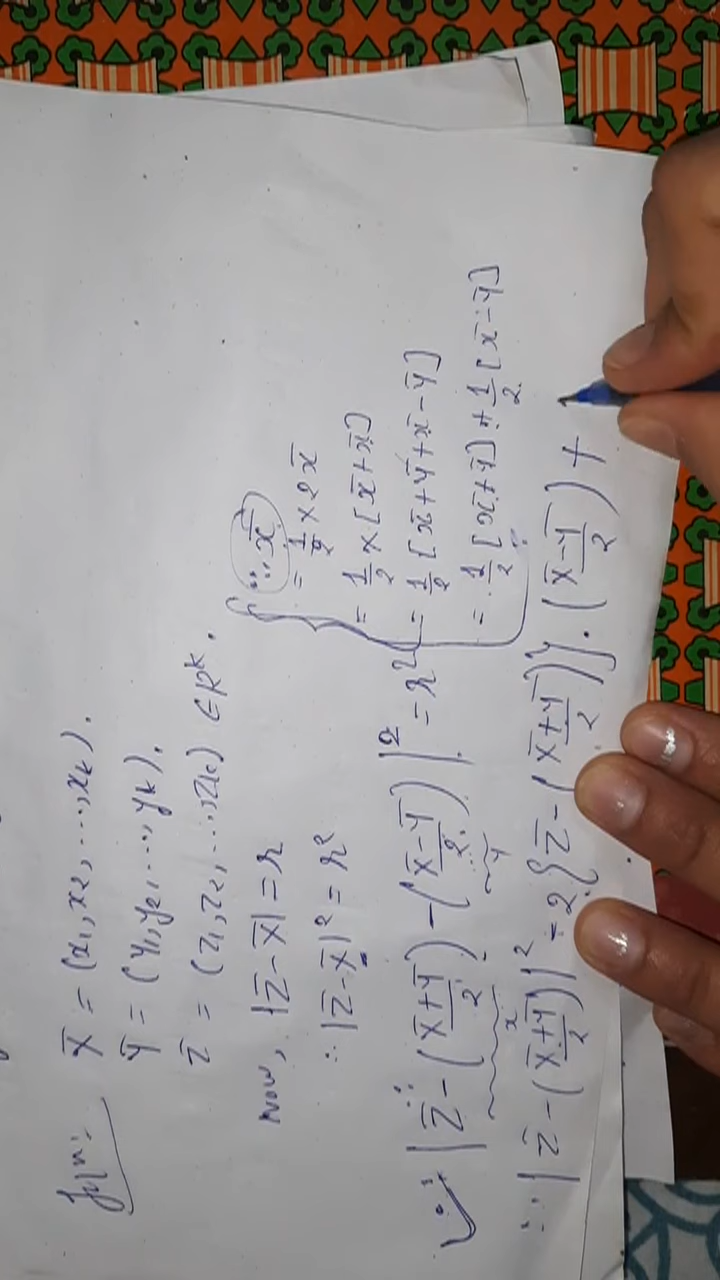 Solⁿ:
x̄ = (x₁, x₂, ..., xₖ).
ȳ = (y₁, y₂, ..., yₖ).
z̄ = (z₁, z₂, ..., zₖ) ∈ Rᵏ.
Now, |z̄ - x̄| = r
∴ |z̄ - x̄|² = r²
{∵ x̄
= 1/2 × 2x̄
= 1/2 × [x̄ + x̄]
= 1/2 [x̄ + ȳ + x̄ - ȳ]
= 1/2 [x̄ + ȳ] + 1/2 [x̄ - ȳ]
∴ |z̄ - (x̄ + ȳ / 2) - (x̄ - ȳ / 2)|² = r²
x y
∴ |z̄ - (x̄ + ȳ / 2)|² - 2{z̄ - (x̄ + ȳ / 2)}.(x̄ - ȳ / 2) +